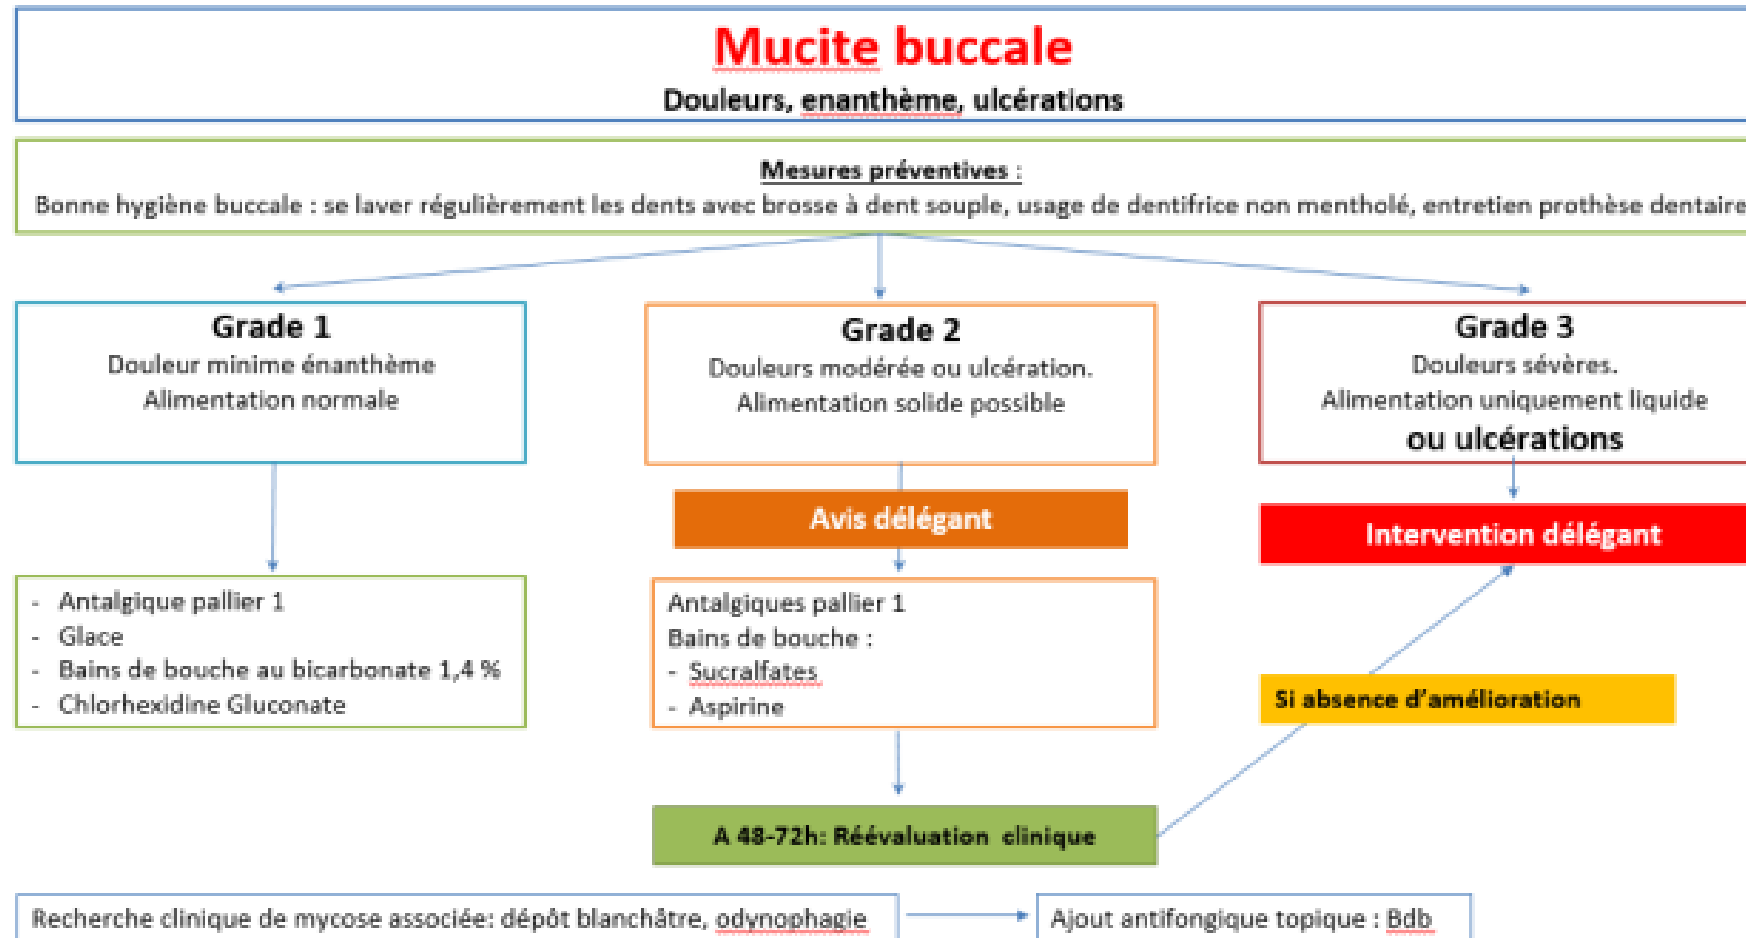 Mucite buccale
Douleurs, enanthème, ulcérations
Mesures préventives :
Bonne hygiène buccale : se laver régulièrement les dents avec brosse à dent souple, usage de dentifrice non mentholé, entretien prothèse dentaire
Grade 1
Douleur minime énanthème
Alimentation normale
Grade 2
Douleurs modérée ou ulcération.
Alimentation solide possible
Grade 3
Douleurs sévères.
Alimentation uniquement liquide
ou ulcérations
Avis délégant
Intervention délégant
- Antalgique pallier 1
- Glace
- Bains de bouche au bicarbonate 1,4 %
- Chlorhexidine Gluconate
Antalgiques pallier 1
Bains de bouche :
- Sucralfates
- Aspirine
Si absence d'amélioration
A 48-72h: Réévaluation clinique
Recherche clinique de mycose associée: dépôt blanchâtre, odynophagie
Ajout antifongique topique : Bdb